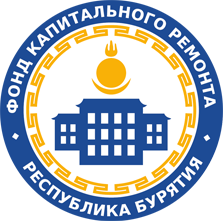 ФОНД КАПИТАЛЬНОГО РЕМОНТА
РЕСПУБЛИКА БУРЯТИЯ